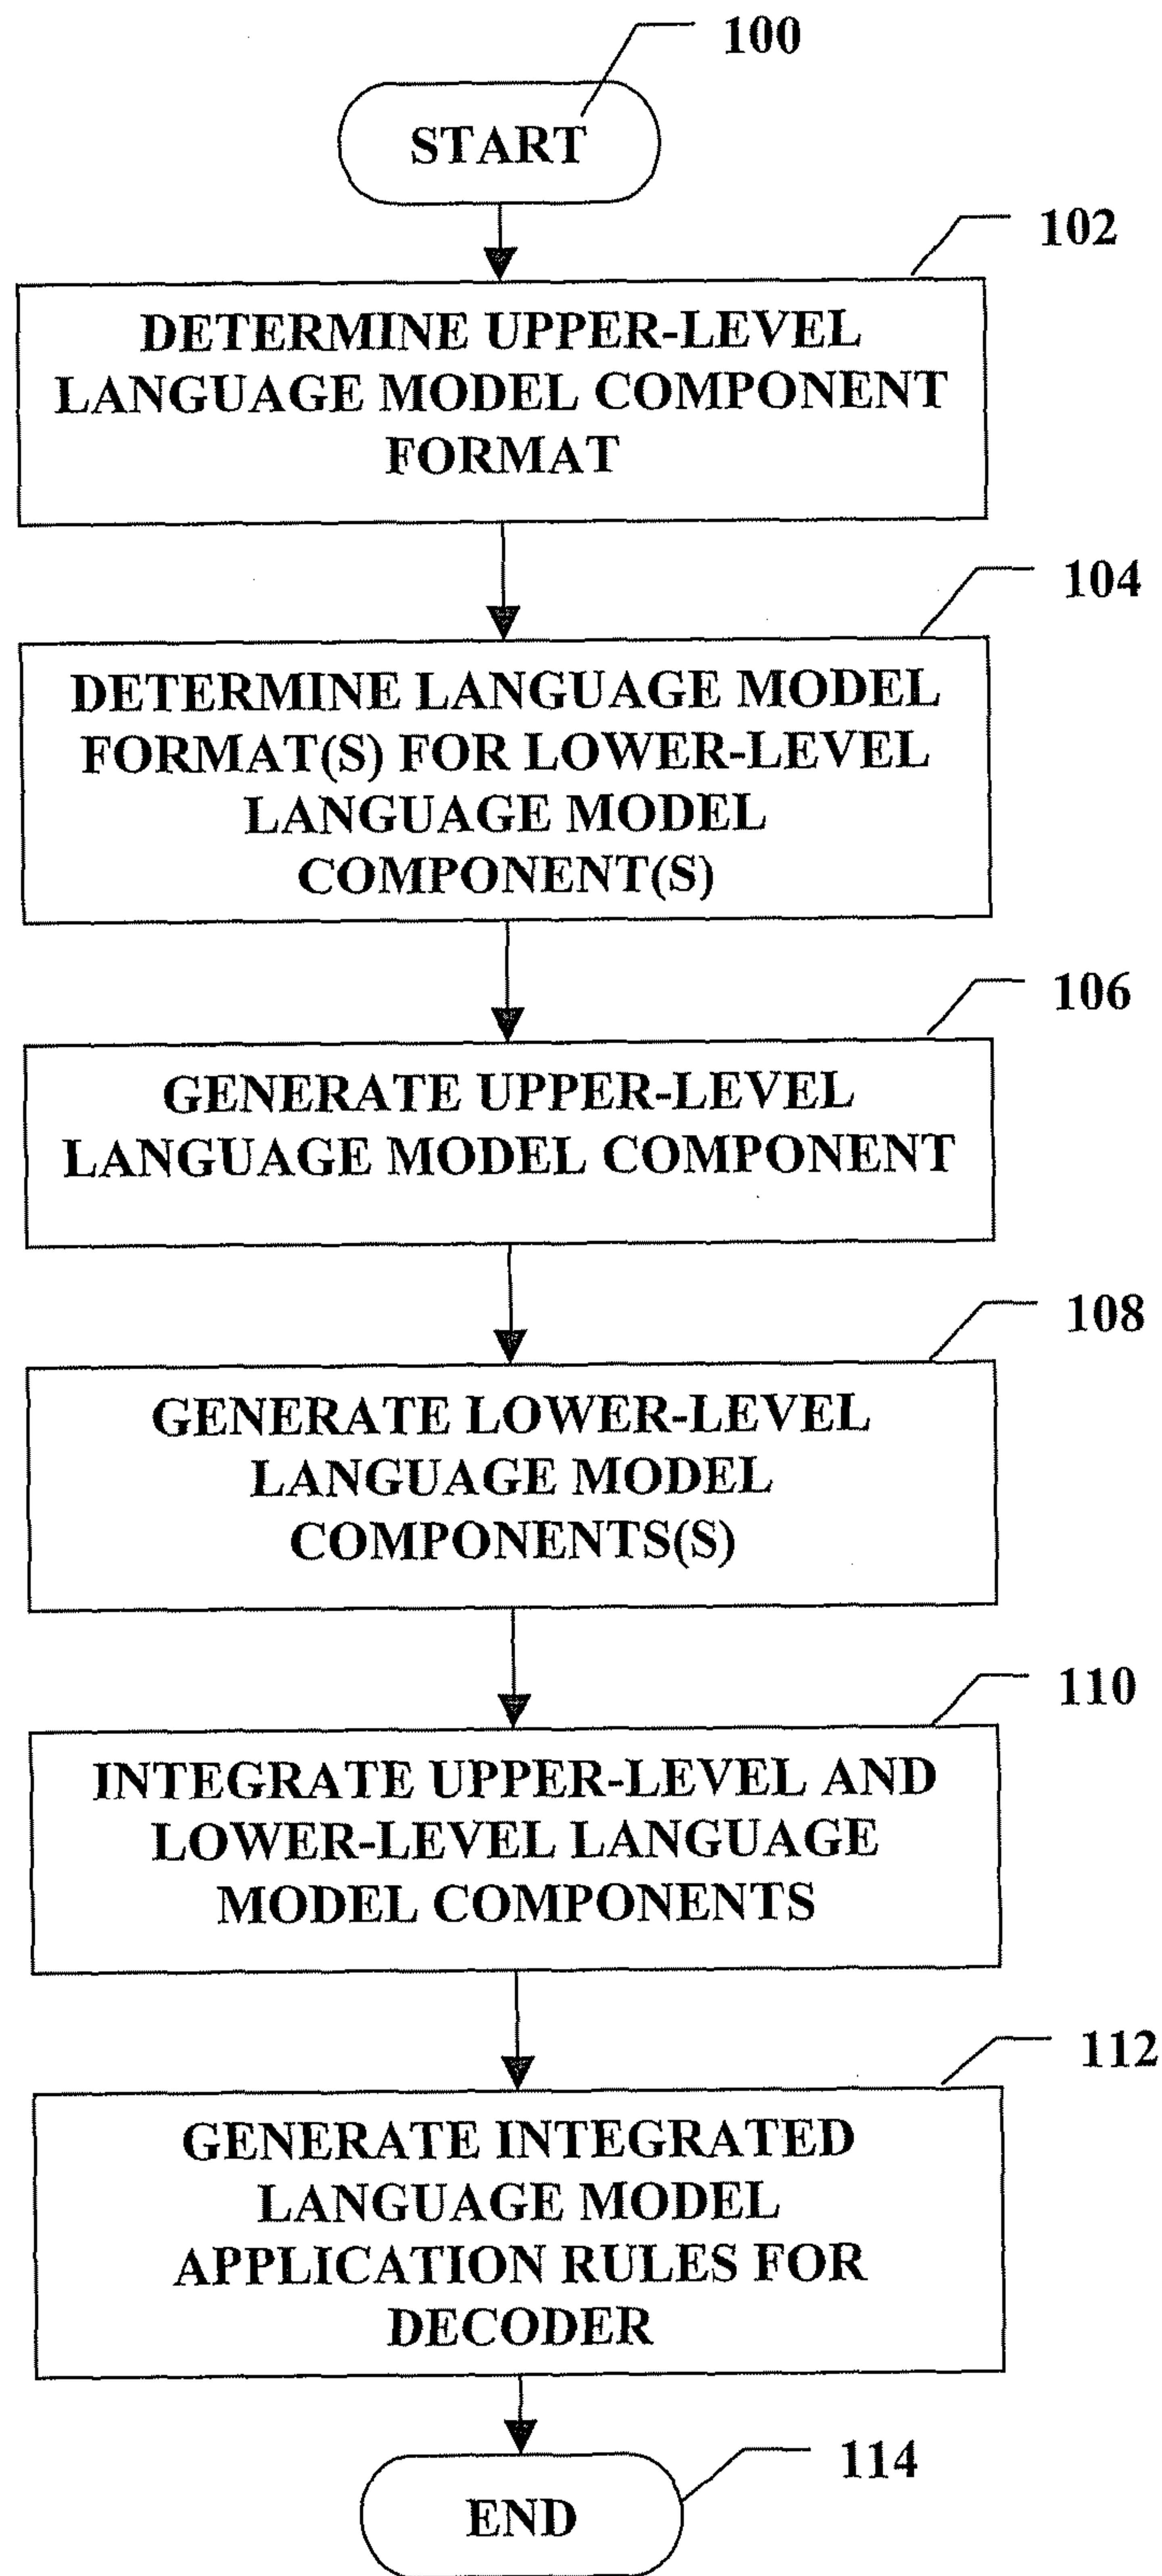 100
START
102
DETERMINE UPPER-LEVEL
LANGUAGE MODEL COMPONENT
FORMAT
104
DETERMINE LANGUAGE MODEL
FORMAT(S) FOR LOWER-LEVEL
LANGUAGE MODEL
COMPONENT(S)
106
GENERATE UPPER-LEVEL
LANGUAGE MODEL COMPONENT
108
GENERATE LOWER-LEVEL
LANGUAGE MODEL
COMPONENTS(S)
110
INTEGRATE UPPER-LEVEL AND
LOWER-LEVEL LANGUAGE
MODEL COMPONENTS
112
GENERATE INTEGRATED
LANGUAGE MODEL
APPLICATION RULES FOR
DECODER
114
END